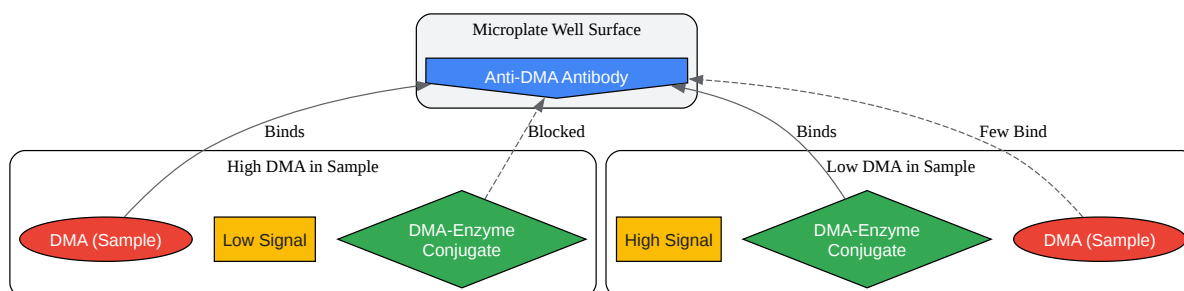 Microplate Well Surface
Anti-DMA Antibody
Binds
Blocked
Binds
Few Bind
High DMA in Sample
Low DMA in Sample
DMA (Sample)
Low Signal
DMA-Enzyme
Conjugate
High Signal
DMA-Enzyme
Conjugate
DMA (Sample)